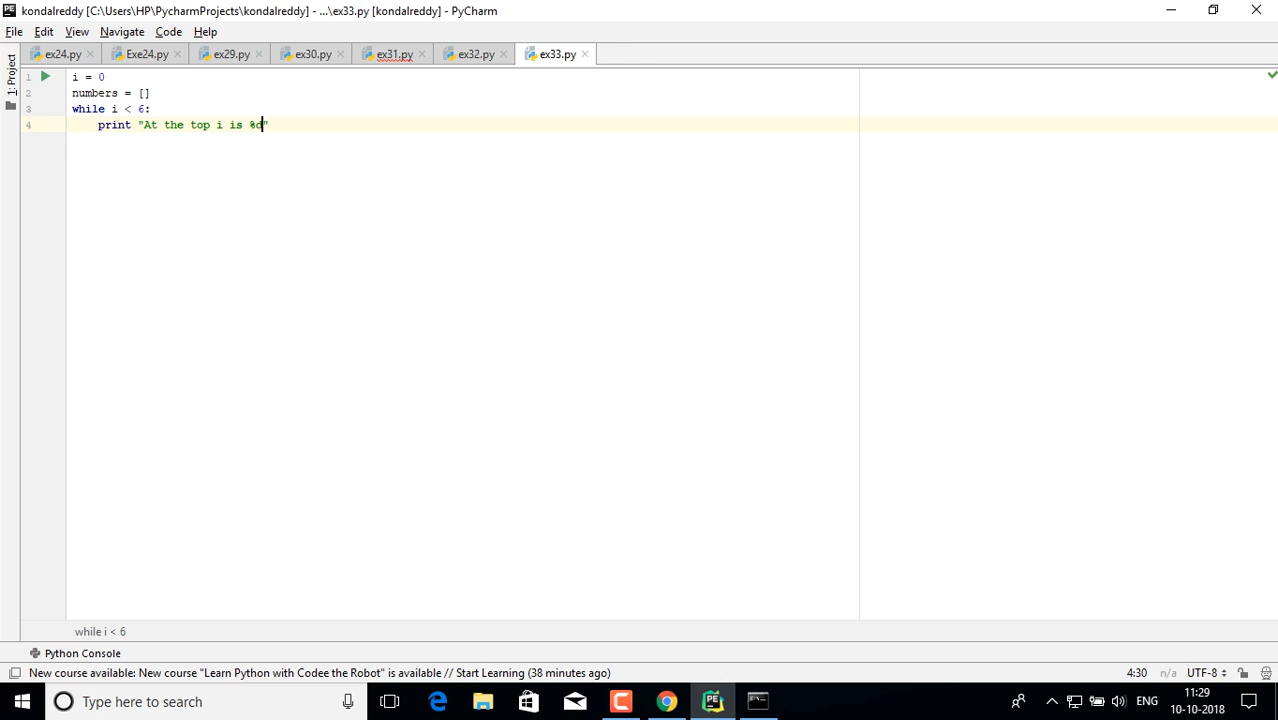 kondalreddy [C:\Users\HP\PycharmProjects\kondalreddy] - ...\ex33.py [kondalreddy] - PyCharm
File Edit View Navigate Code Help
ex24.py Exe24.py ex29.py ex30.py ex31.py ex32.py ex33.py
1: Project
1 i = 0
2 numbers = []
3 while i < 6:
4 print "At the top i is %d"
while i < 6
Python Console
New course available: New course "Learn Python with Codee the Robot" is available // Start Learning (38 minutes ago) 4:30 n/a UTF-8
Type here to search
ENG
11:29
10-10-2018